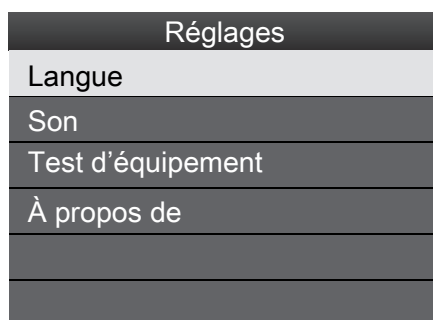 Réglages
Langue
Son
Test d'équipement
À propos de